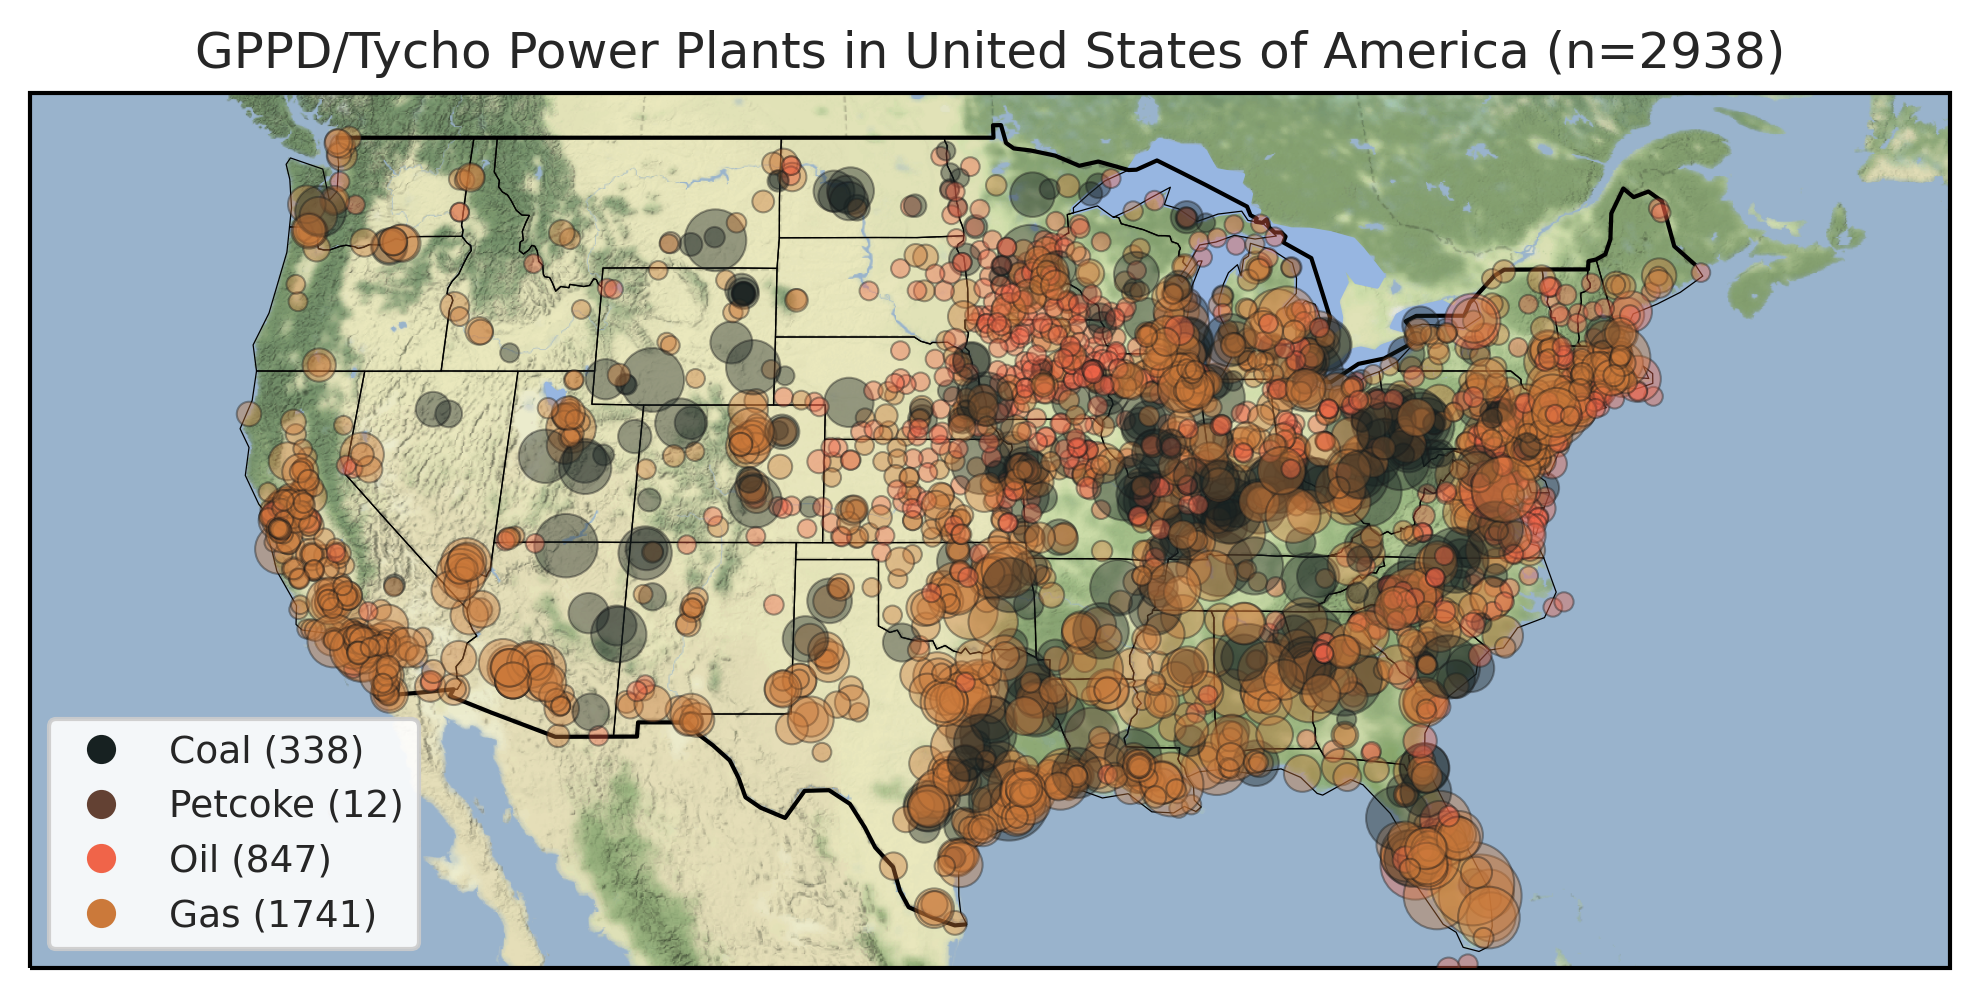 GPPD/Tycho Power Plants in United States of America (n=2938)
Coal (338)
Petcoke (12)
Oil (847)
Gas (1741)